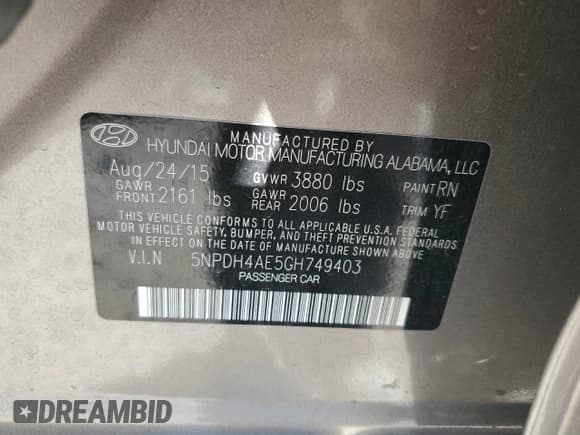 MANUFACTURED BY
HYUNDAI MOTOR MANUFACTURING ALABAMA, LLC
Aug/24/15 GVWR 3880 lbs PAINT RN
GAWR FRONT 2161 lbs GAWR REAR 2006 lbs TRIM YF
THIS VEHICLE CONFORMS TO ALL APPLICABLE U.S.A. FEDERAL
MOTOR VEHICLE SAFETY, BUMPER, AND THEFT PREVENTION STANDARDS
IN EFFECT ON THE DATE OF MANUFACTURE SHOWN ABOVE
V.I.N 5NPDH4AE5GH749403
PASSENGER CAR
DREAMBID